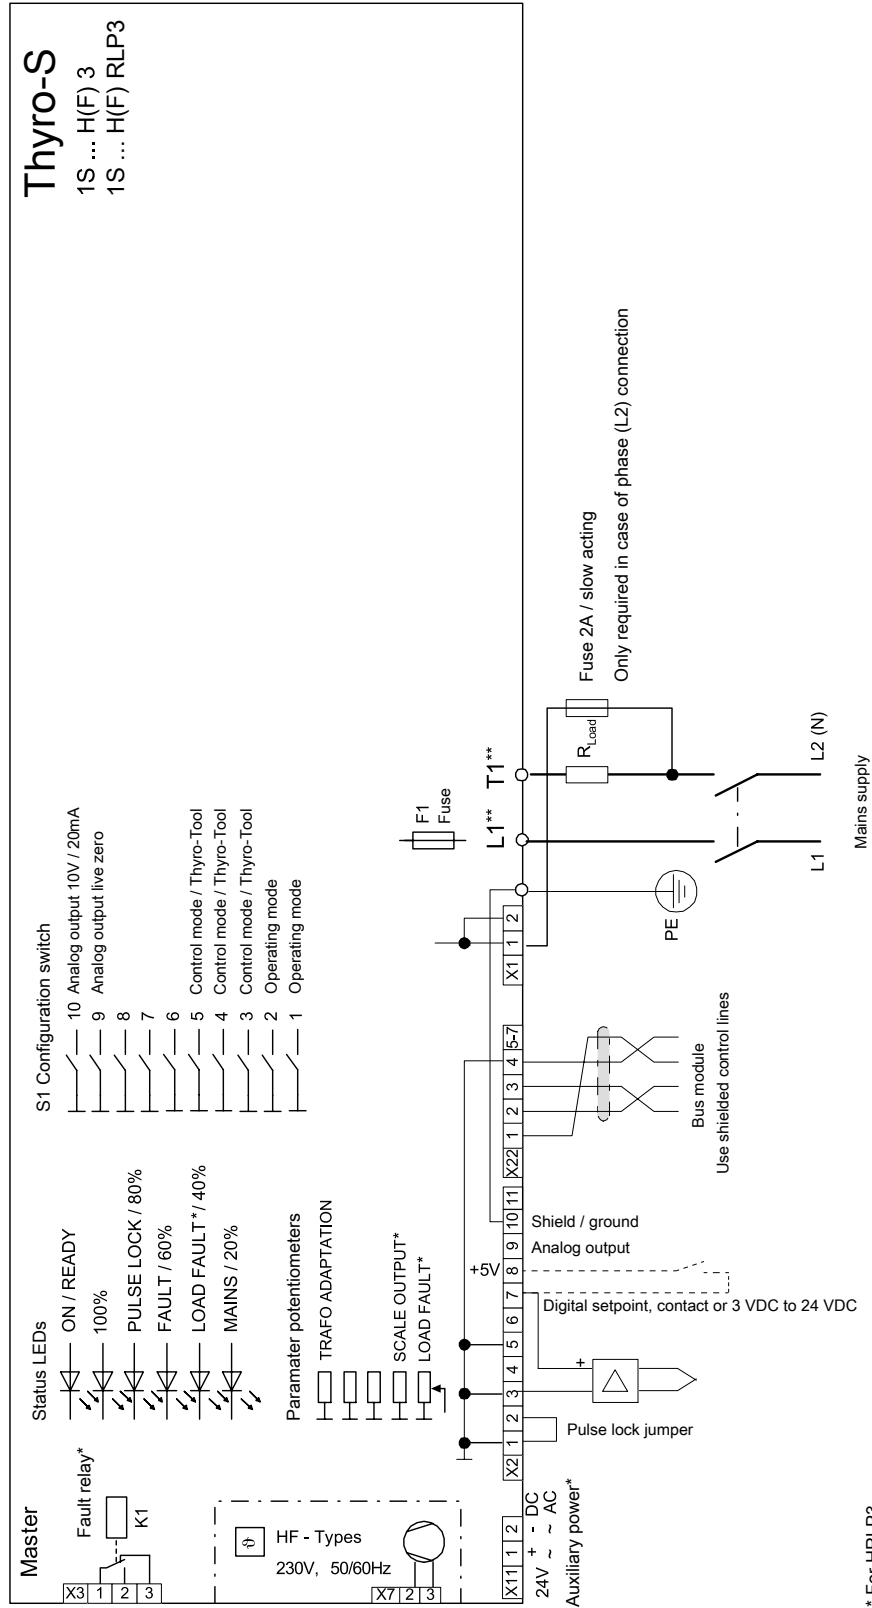 Thyro-S
1S ... H(F) 3
1S ... H(F) RLP3
Master
Fault relay*
K1
X3 1 2 3
Status LEDs
ON / READY
100%
PULSE LOCK / 80%
FAULT / 60%
LOAD FAULT* / 40%
MAINS / 20%
S1 Configuration switch
10 Analog output 10V / 20mA
9 Analog output live zero
8
7
6
5 Control mode / Thyro-Tool
4 Control mode / Thyro-Tool
3 Control mode / Thyro-Tool
2 Operating mode
1 Operating mode
ϑ
HF - Types
230V, 50/60Hz
X7 2 3
Paramater potentiometers
TRAFO ADAPTATION
SCALE OUTPUT*
LOAD FAULT*
F1
Fuse
L1**
T1**
X11 1 2
X2 1 2 3 4 5 6 7 8 9 10 11
X22 1 2 3 4 5-7
X1 1 2
+5V
24V
+ - DC
~ ~ AC
Auxiliary power*
Pulse lock jumper
+
Digital setpoint, contact or 3 VDC to 24 VDC
Analog output
Shield / ground
Bus module
Use shielded control lines
PE
RLoad
Fuse 2A / slow acting
Only required in case of phase (L2) connection
L1
L2 (N)
Mains supply
* For HRLP3